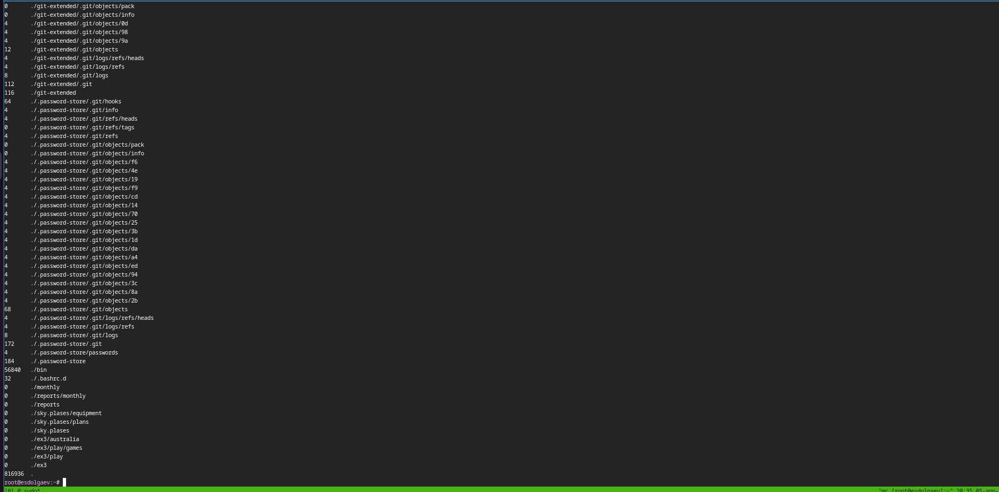 0 ./git-extended/.git/objects/pack
0 ./git-extended/.git/objects/info
4 ./git-extended/.git/objects/0d
4 ./git-extended/.git/objects/98
4 ./git-extended/.git/objects/9a
12 ./git-extended/.git/objects
4 ./git-extended/.git/logs/refs/heads
4 ./git-extended/.git/logs/refs
8 ./git-extended/.git/logs
112 ./git-extended/.git
116 ./git-extended
64 ./.password-store/.git/hooks
4 ./.password-store/.git/info
4 ./.password-store/.git/refs/heads
0 ./.password-store/.git/refs/tags
4 ./.password-store/.git/refs
0 ./.password-store/.git/objects/pack
0 ./.password-store/.git/objects/info
4 ./.password-store/.git/objects/f6
4 ./.password-store/.git/objects/4e
4 ./.password-store/.git/objects/19
4 ./.password-store/.git/objects/f9
4 ./.password-store/.git/objects/cd
4 ./.password-store/.git/objects/14
4 ./.password-store/.git/objects/70
4 ./.password-store/.git/objects/25
4 ./.password-store/.git/objects/3b
4 ./.password-store/.git/objects/1d
4 ./.password-store/.git/objects/da
4 ./.password-store/.git/objects/a4
4 ./.password-store/.git/objects/ed
4 ./.password-store/.git/objects/94
4 ./.password-store/.git/objects/3c
4 ./.password-store/.git/objects/8a
4 ./.password-store/.git/objects/2b
68 ./.password-store/.git/objects
4 ./.password-store/.git/logs/refs/heads
4 ./.password-store/.git/logs/refs
8 ./.password-store/.git/logs
172 ./.password-store/.git
4 ./.password-store/passwords
184 ./.password-store
56840 ./bin
32 ./.bashrc.d
0 ./monthly
0 ./reports/monthly
0 ./reports
0 ./sky.plases/equipment
0 ./sky.plases/plans
0 ./sky.plases
0 ./ex3/australia
0 ./ex3/play/games
0 ./ex3/play
0 ./ex3
816936 .
root@esdolgaev:~#
[0] 0:sudo* "mc [root@esdolgaev]:~" 20:35